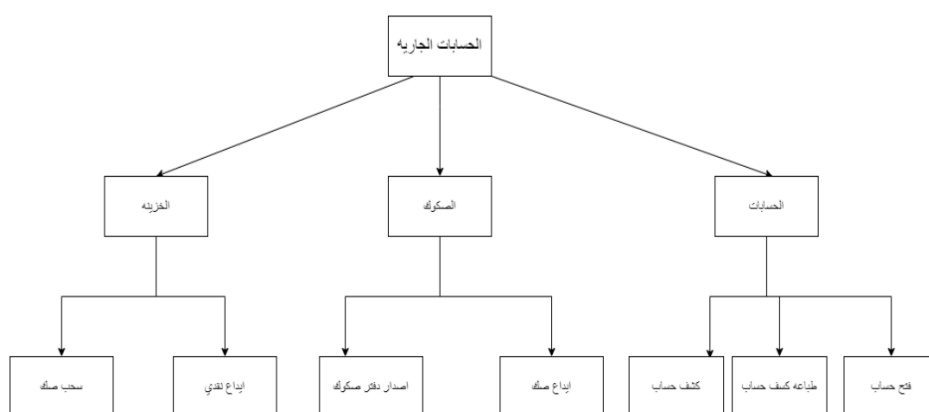 الحسابات الجاريه
الحسابات
الصكوك
الخزينه
فتح حساب
طباعه كسف حساب
كشف حساب
ايداع صك
اصدار دفتر صكوك
ايداع نقدي
سحب صك